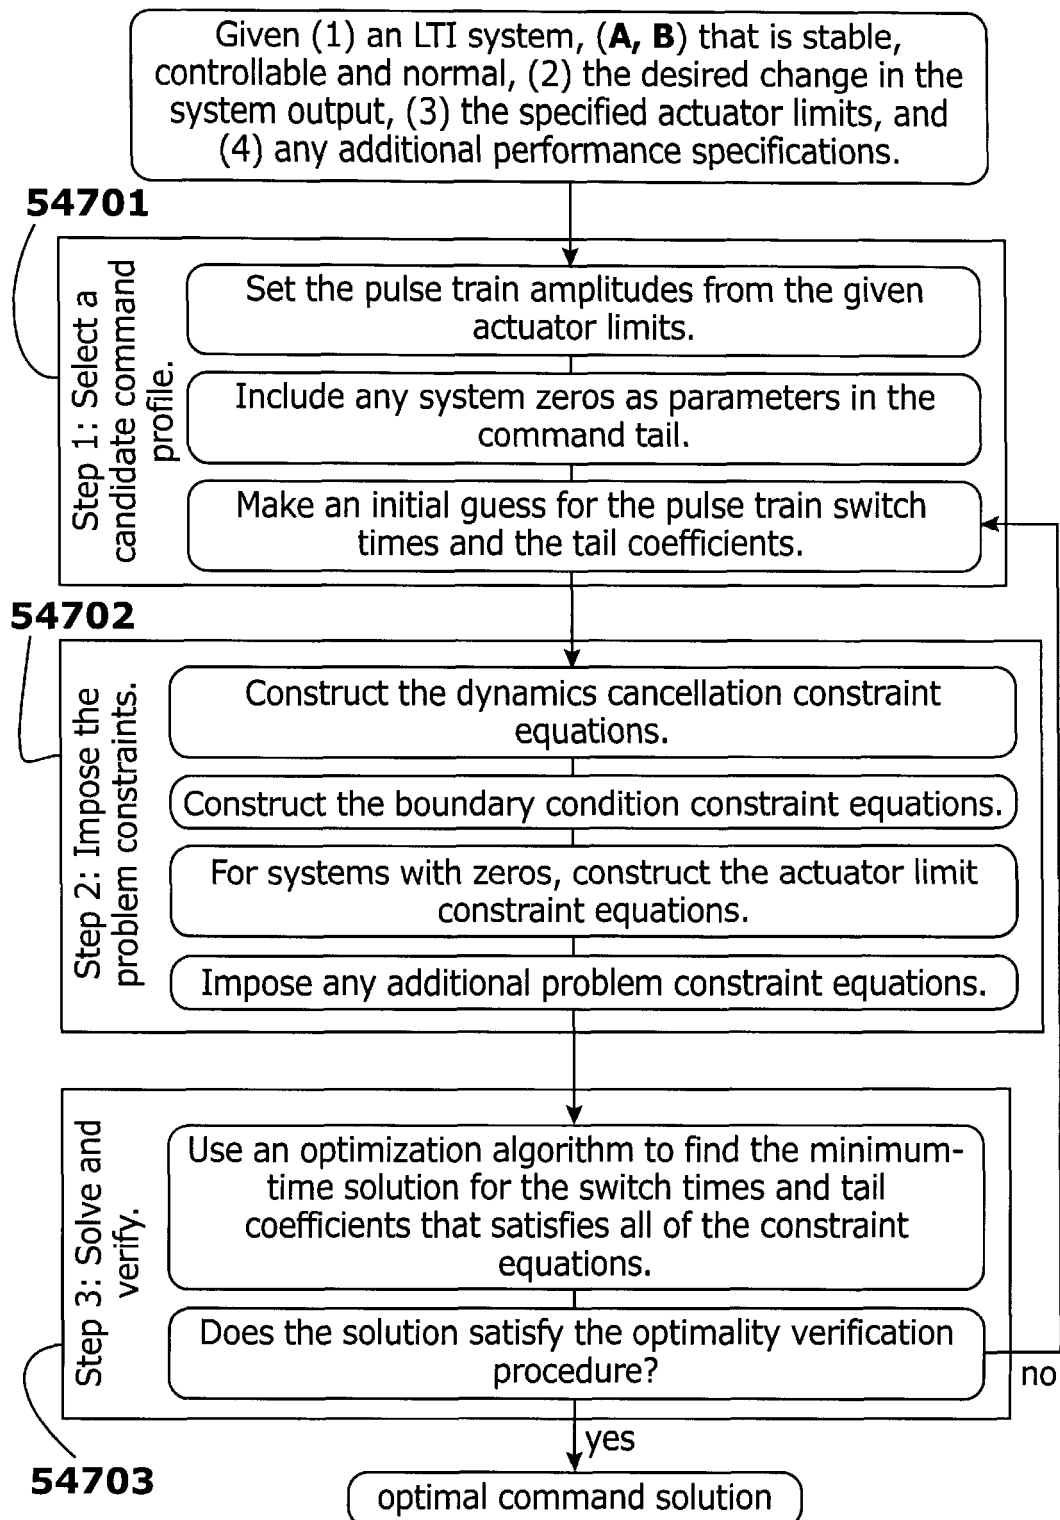 Given (1) an LTI system, (A, B) that is stable,
controllable and normal, (2) the desired change in the
system output, (3) the specified actuator limits, and
(4) any additional performance specifications.
54701
Step 1: Select a
candidate command
profile.
Set the pulse train amplitudes from the given
actuator limits.
Include any system zeros as parameters in the
command tail.
Make an initial guess for the pulse train switch
times and the tail coefficients.
54702
Step 2: Impose the
problem constraints.
Construct the dynamics cancellation constraint
equations.
Construct the boundary condition constraint equations.
For systems with zeros, construct the actuator limit
constraint equations.
Impose any additional problem constraint equations.
Step 3: Solve and
verify.
Use an optimization algorithm to find the minimum-
time solution for the switch times and tail
coefficients that satisfies all of the constraint
equations.
Does the solution satisfy the optimality verification
procedure?
no
yes
54703
optimal command solution